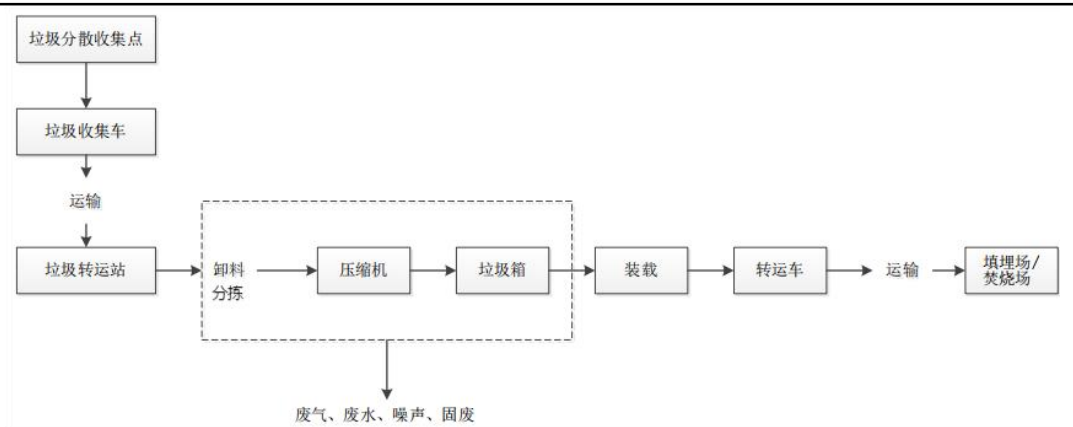 垃圾分散收集点
垃圾收集车
运输
垃圾转运站
卸料
分拣
压缩机
垃圾箱
装载
转运车
运输
填埋场/
焚烧场
废气、废水、噪声、固废